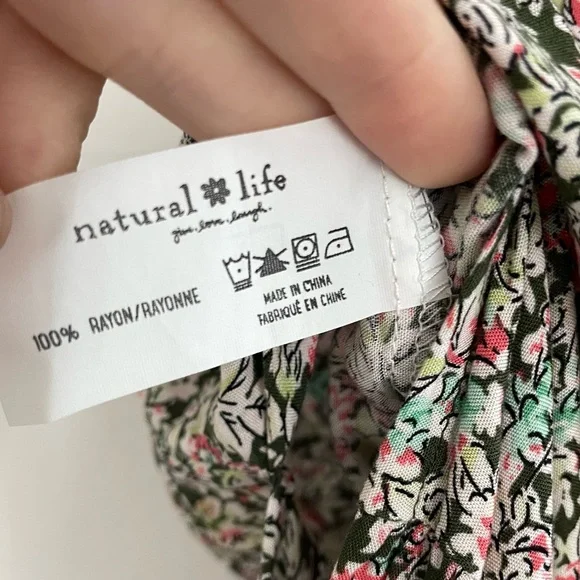 natural life
give. love. laugh.
100% RAYON/RAYONNE
MADE IN CHINA
FABRIQUÉ EN CHINE